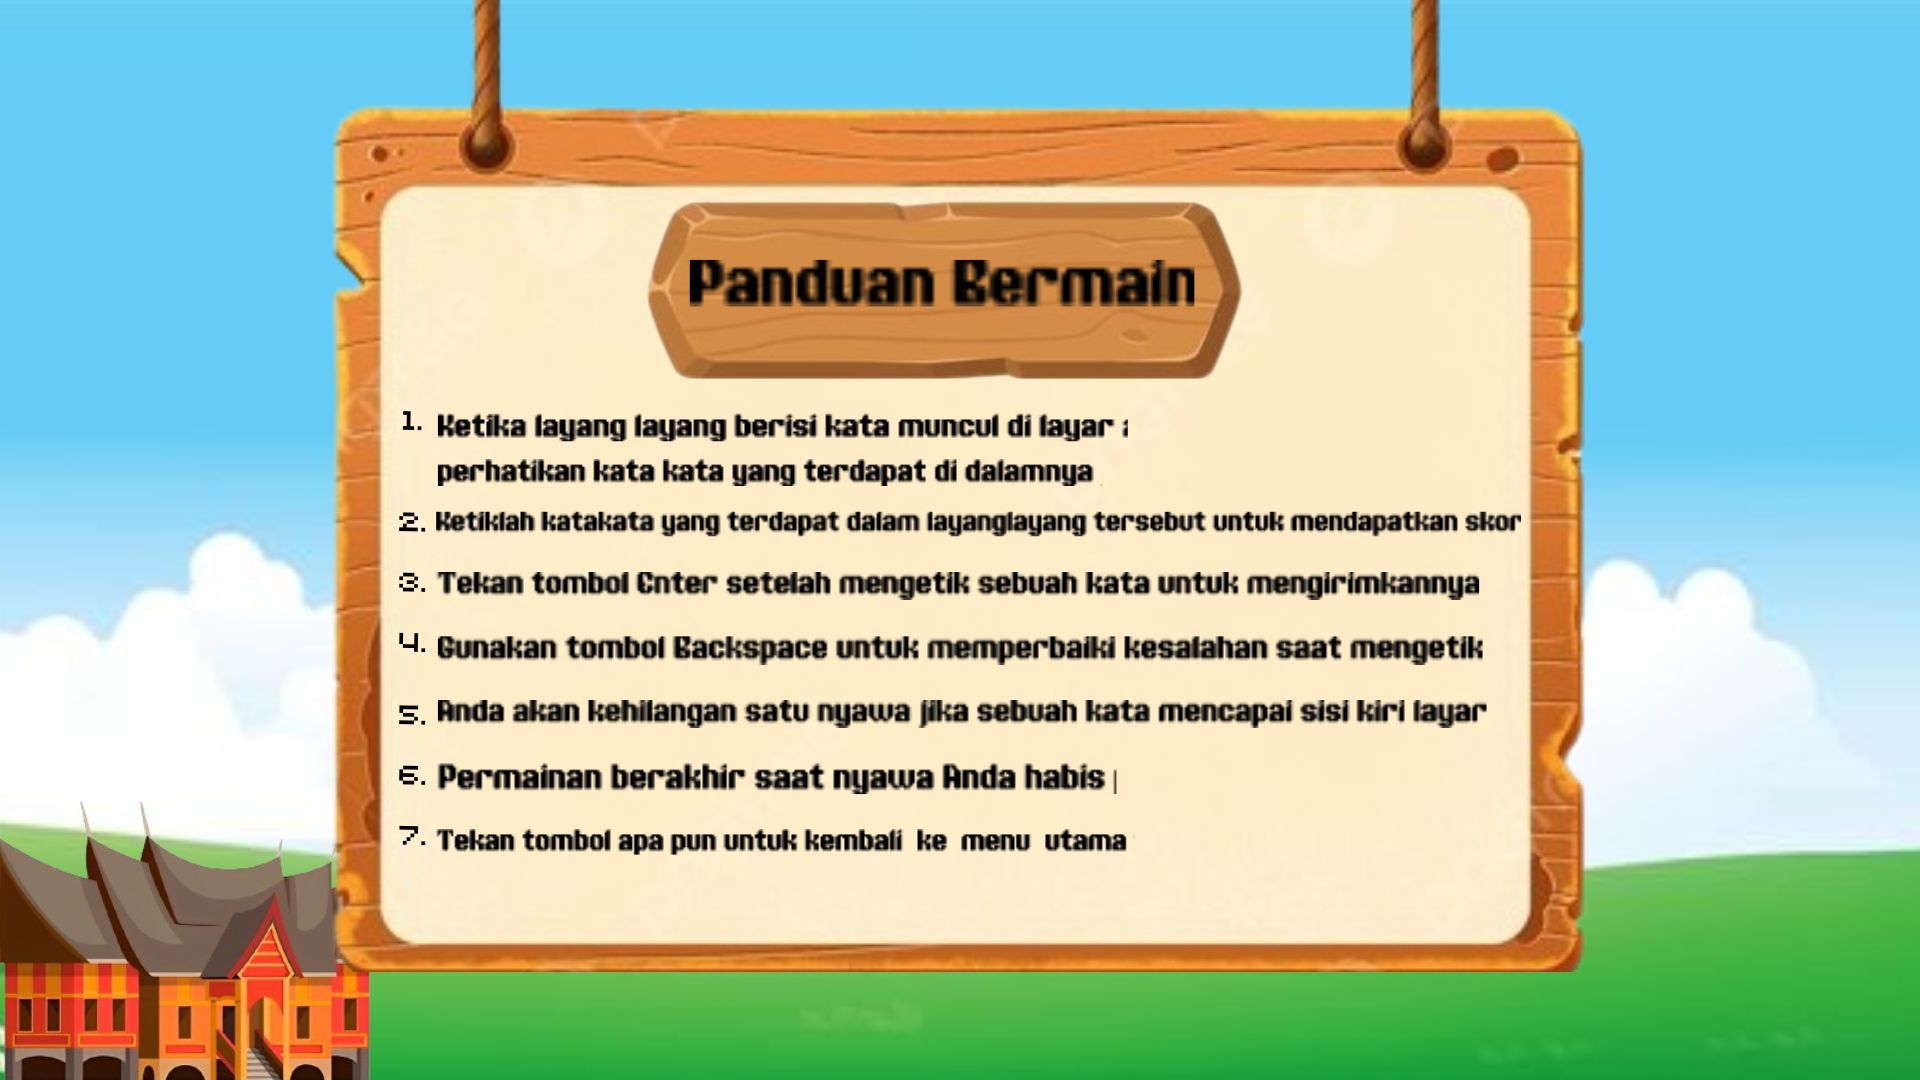 Panduan Bermain
1. Ketika layang layang berisi kata muncul di layar
perhatikan kata kata yang terdapat di dalamnya
2. Ketiklah katakata yang terdapat dalam layanglayang tersebut untuk mendapatkan skor
3. Tekan tombol Enter setelah mengetik sebuah kata untuk mengirimkannya
4. Gunakan tombol Backspace untuk memperbaiki kesalahan saat mengetik
5. Anda akan kehilangan satu nyawa jika sebuah kata mencapai sisi kiri layar
6. Permainan berakhir saat nyawa Anda habis
7. Tekan tombol apa pun untuk kembali ke menu utama